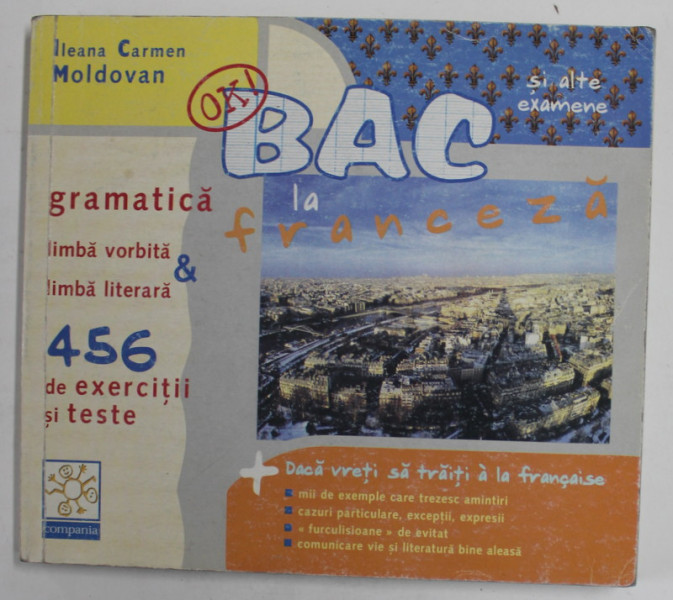 Ileana Carmen
Moldovan
OK!
BAC
și alte
examene
la
franceză
gramatică
limbă vorbită
&
limbă literară
456
de exerciții
și teste
+ Dacă vreți să trăiți à la française
mii de exemple care trezesc amintiri
cazuri particulare, excepții, expresii
« furculisioane » de evitat
comunicare vie și literatură bine aleasă
compania